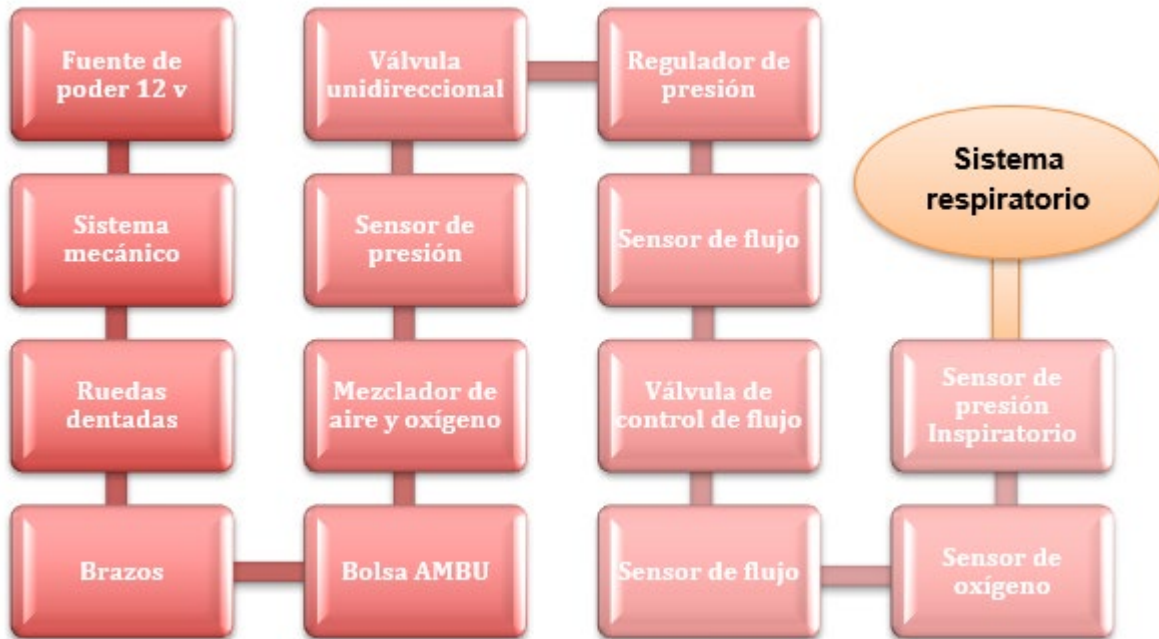 Fuente de
poder 12 v
Sistema
mecánico
Ruedas
dentadas
Brazos
Bolsa AMBU
Mezclador de
aire y oxígeno
Sensor de
presión
Válvula
unidireccional
Regulador de
presión
Sensor de flujo
Válvula de
control de flujo
Sensor de flujo
Sensor de
oxígeno
Sensor de
presión
Inspiratorio
Sistema
respiratorio